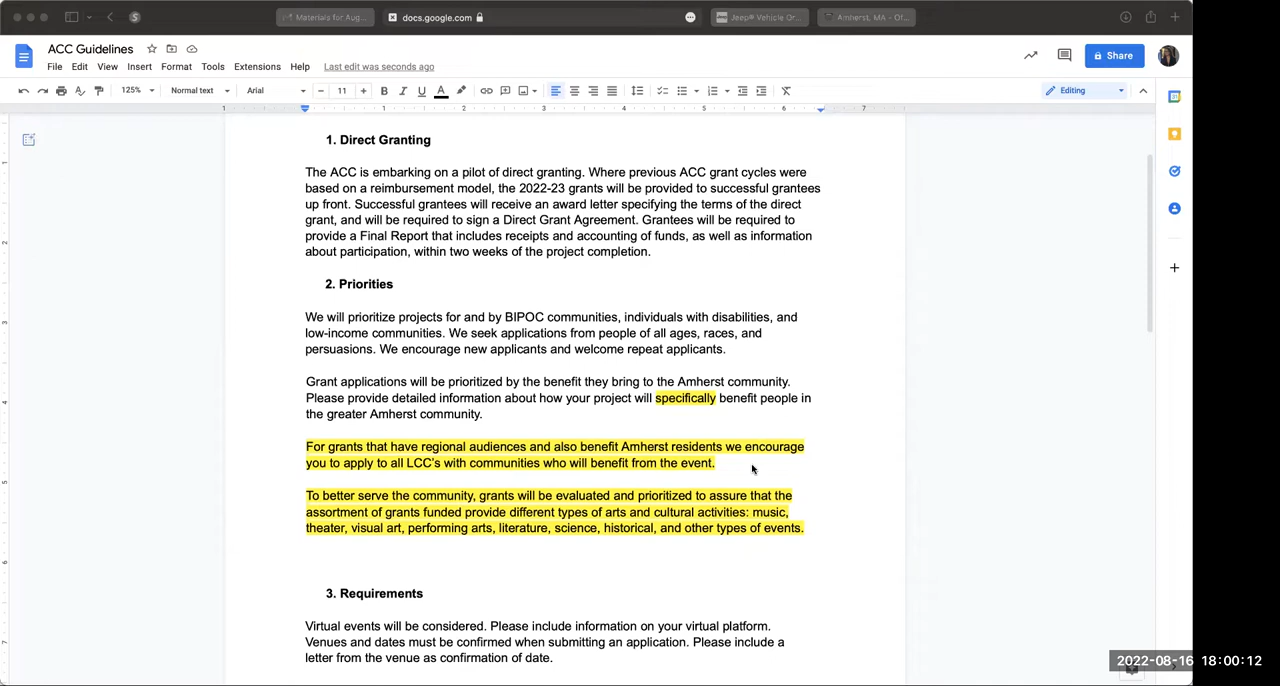 Materials for Aug...
docs.google.com
Jeep® Vehicle Or...
Amherst, MA - Of...
ACC Guidelines
File Edit View Insert Format Tools Extensions Help Last edit was seconds ago
Share
125% Normal text Arial − 11 + B I U A
Editing
1 1 2 3 4 5 6 7
1. Direct Granting
The ACC is embarking on a pilot of direct granting. Where previous ACC grant cycles were
based on a reimbursement model, the 2022-23 grants will be provided to successful grantees
up front. Successful grantees will receive an award letter specifying the terms of the direct
grant, and will be required to sign a Direct Grant Agreement. Grantees will be required to
provide a Final Report that includes receipts and accounting of funds, as well as information
about participation, within two weeks of the project completion.
2. Priorities
We will prioritize projects for and by BIPOC communities, individuals with disabilities, and
low-income communities. We seek applications from people of all ages, races, and
persuasions. We encourage new applicants and welcome repeat applicants.
Grant applications will be prioritized by the benefit they bring to the Amherst community.
Please provide detailed information about how your project will specifically benefit people in
the greater Amherst community.
For grants that have regional audiences and also benefit Amherst residents we encourage
you to apply to all LCC's with communities who will benefit from the event.
To better serve the community, grants will be evaluated and prioritized to assure that the
assortment of grants funded provide different types of arts and cultural activities: music,
theater, visual art, performing arts, literature, science, historical, and other types of events.
3. Requirements
Virtual events will be considered. Please include information on your virtual platform.
Venues and dates must be confirmed when submitting an application. Please include a
letter from the venue as confirmation of date.
2022-08-16 18:00:12